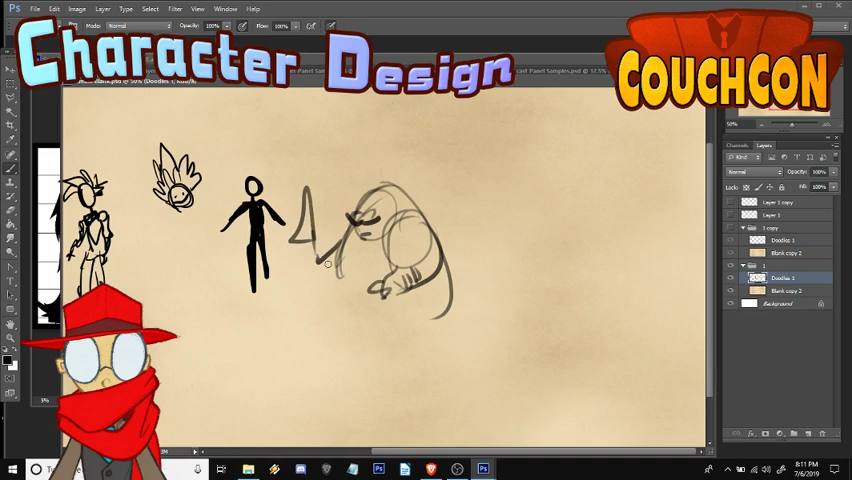 Ps File Edit Image Layer Type Select Filter View Window Help
Mode: Normal Opacity: 100% Flow: 100%
Character Design
COUCHCON
50%
Channels Layers
Kind
Normal Opacity: 100%
Lock: Fill: 100%
Layer 1 copy
Layer 1
1 copy
Doodles 1
Blank copy 2
1
Doodles 1
Blank copy 2
Background
8:11 PM
7/6/2019